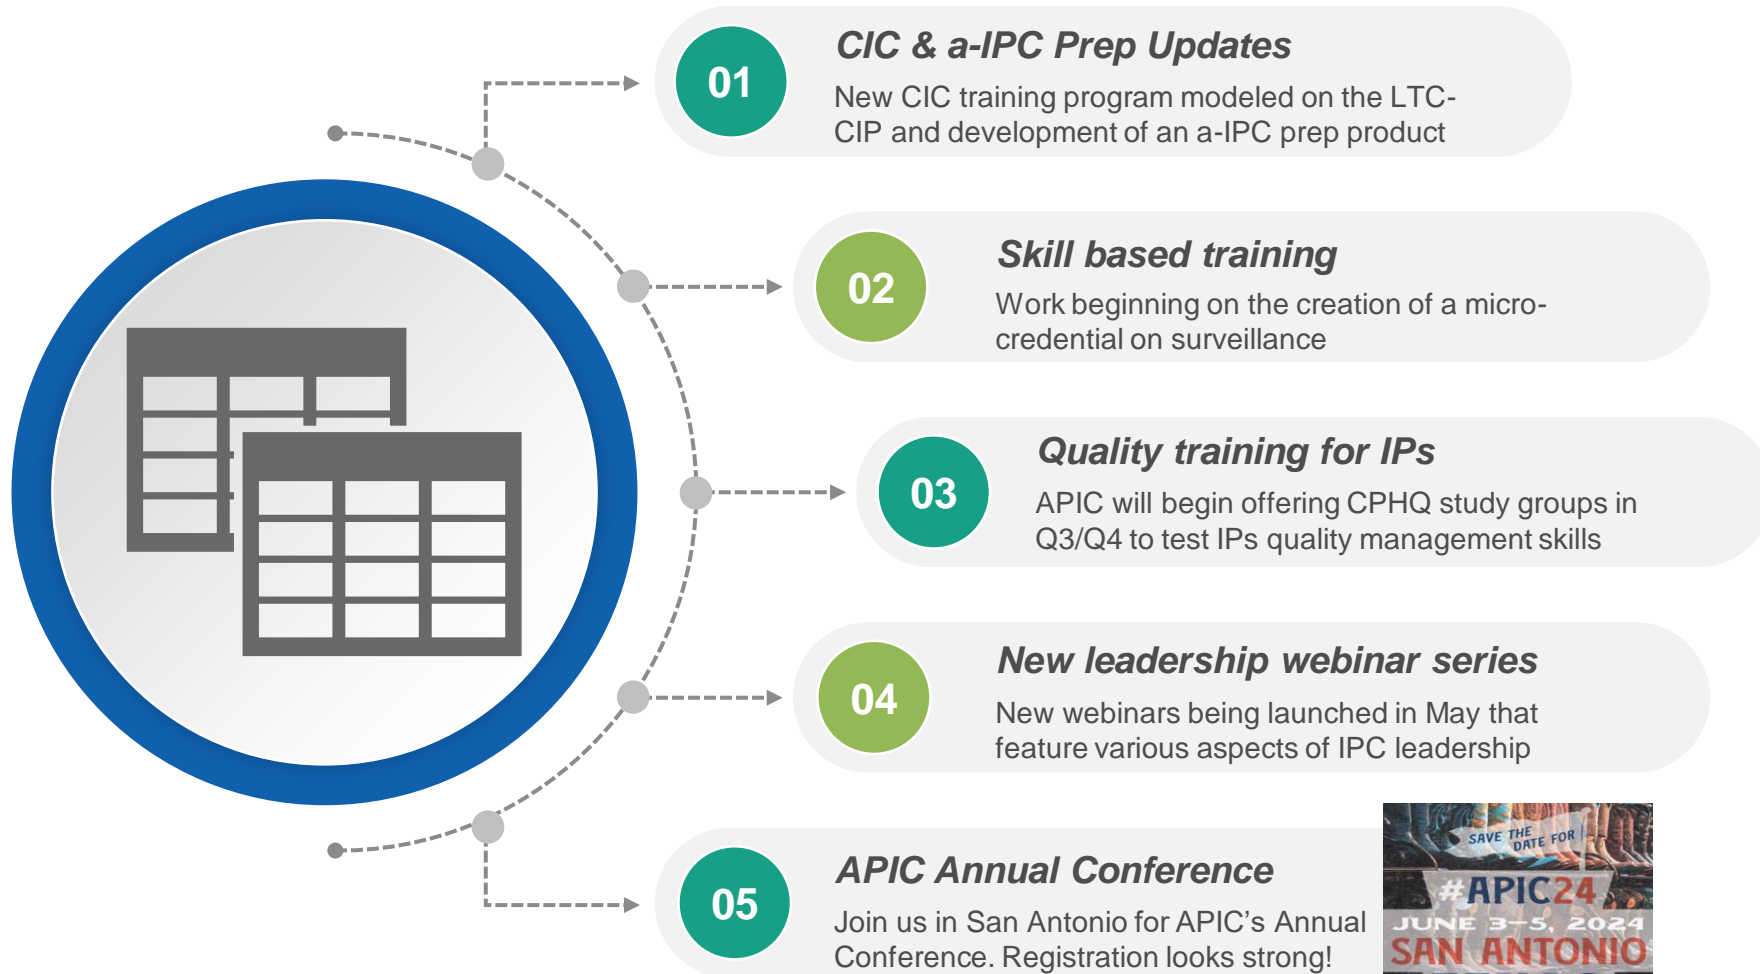 01
CIC & a-IPC Prep Updates
New CIC training program modeled on the LTC-
CIP and development of an a-IPC prep product
02
Skill based training
Work beginning on the creation of a micro-
credential on surveillance
03
Quality training for IPs
APIC will begin offering CPHQ study groups in
Q3/Q4 to test IPs quality management skills
04
New leadership webinar series
New webinars being launched in May that
feature various aspects of IPC leadership
05
APIC Annual Conference
Join us in San Antonio for APIC’s Annual
Conference. Registration looks strong!
SAVE THE
DATE FOR
#APIC24
JUNE 3–5, 2024
SAN ANTONIO